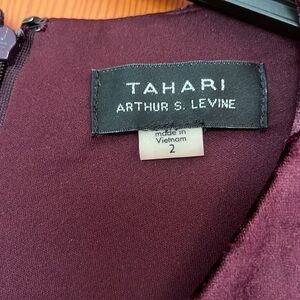 TAHARI
ARTHUR S. LEVINE
made in
Vietnam
2